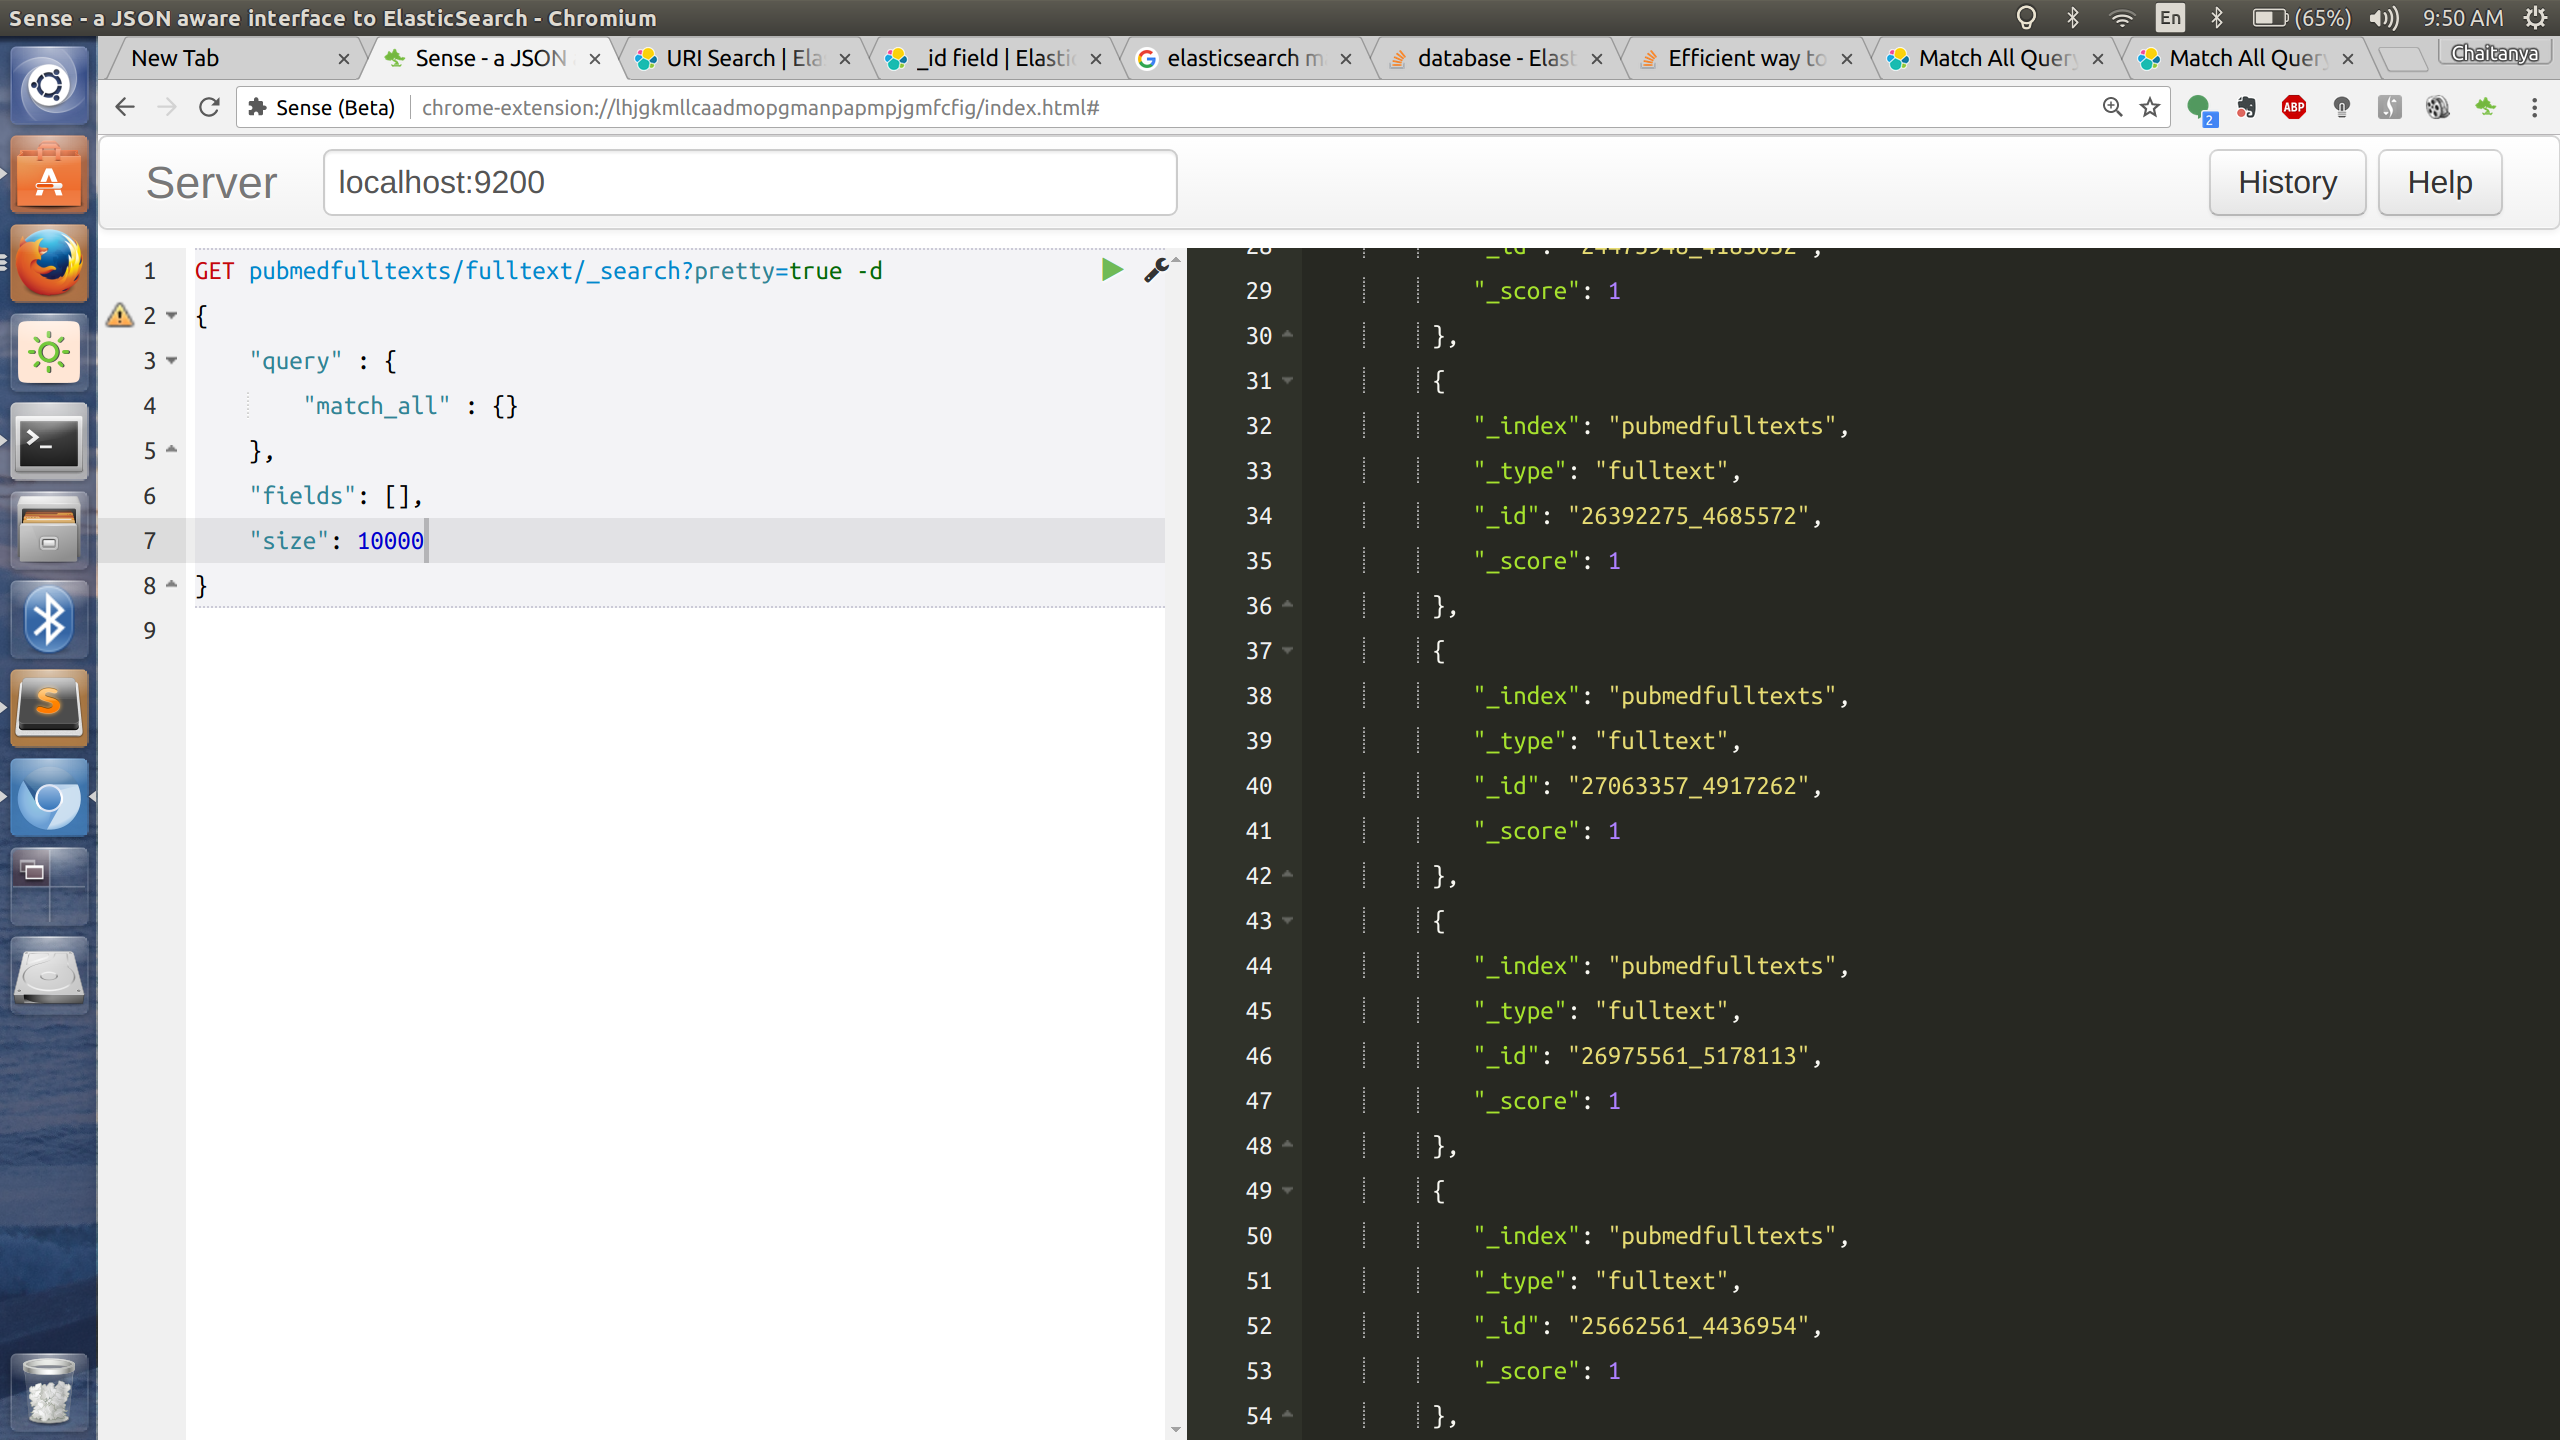 Sense - a JSON aware interface to ElasticSearch - Chromium
En
(65%)
9:50 AM
New Tab
Sense - a JSON
URI Search | Ela
_id field | Elastic
elasticsearch m
database - Elast
Efficient way to
Match All Query
Match All Query
Chaitanya
Sense (Beta)
chrome-extension://lhjgkmllcaadmopgmanpapmpjgmfcfig/index.html#
2
ABP
Server
localhost:9200
History
Help
1 GET pubmedfulltexts/fulltext/_search?pretty=true -d
2 {
3 "query" : {
4 "match_all" : {}
5 },
6 "fields": [],
7 "size": 10000
8 }
9
28 "_id": "24475948_4185052",
29 "_score": 1
30 },
31 {
32 "_index": "pubmedfulltexts",
33 "_type": "fulltext",
34 "_id": "26392275_4685572",
35 "_score": 1
36 },
37 {
38 "_index": "pubmedfulltexts",
39 "_type": "fulltext",
40 "_id": "27063357_4917262",
41 "_score": 1
42 },
43 {
44 "_index": "pubmedfulltexts",
45 "_type": "fulltext",
46 "_id": "26975561_5178113",
47 "_score": 1
48 },
49 {
50 "_index": "pubmedfulltexts",
51 "_type": "fulltext",
52 "_id": "25662561_4436954",
53 "_score": 1
54 },